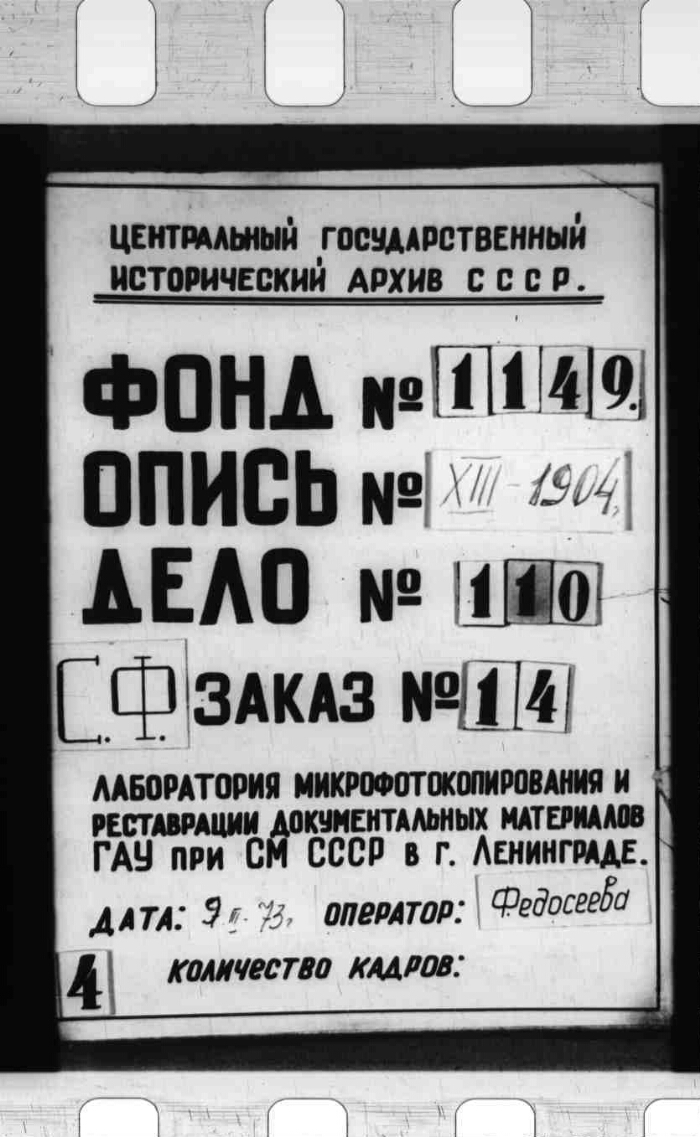 ЦЕНТРАЛЬНЫЙ ГОСУДАРСТВЕННЫЙ
ИСТОРИЧЕСКИЙ АРХИВ СССР.
ФОНД № 1149.
ОПИСЬ № XIII-1904,
ДЕЛО № 110
С.Ф. ЗАКАЗ № 14
ЛАБОРАТОРИЯ МИКРОФОТОКОПИРОВАНИЯ И
РЕСТАВРАЦИИ ДОКУМЕНТАЛЬНЫХ МАТЕРИАЛОВ
ГАУ ПРИ СМ СССР В Г. ЛЕНИНГРАДЕ.
ДАТА: 9 II. 73, ОПЕРАТОР: Федосеева
4 КОЛИЧЕСТВО КАДРОВ: